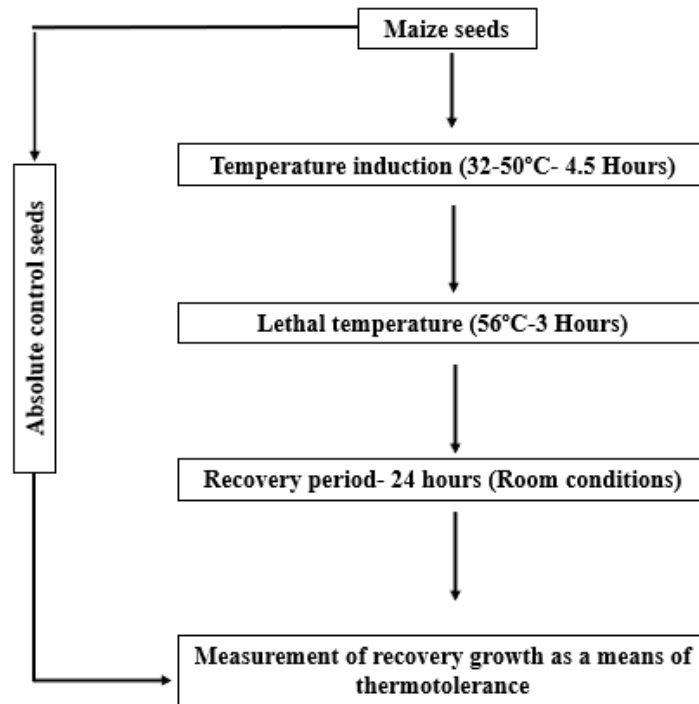 Maize seeds
Temperature induction (32-50°C- 4.5 Hours)
Absolute control seeds
Lethal temperature (56°C-3 Hours)
Recovery period- 24 hours (Room conditions)
Measurement of recovery growth as a means of
thermotolerance